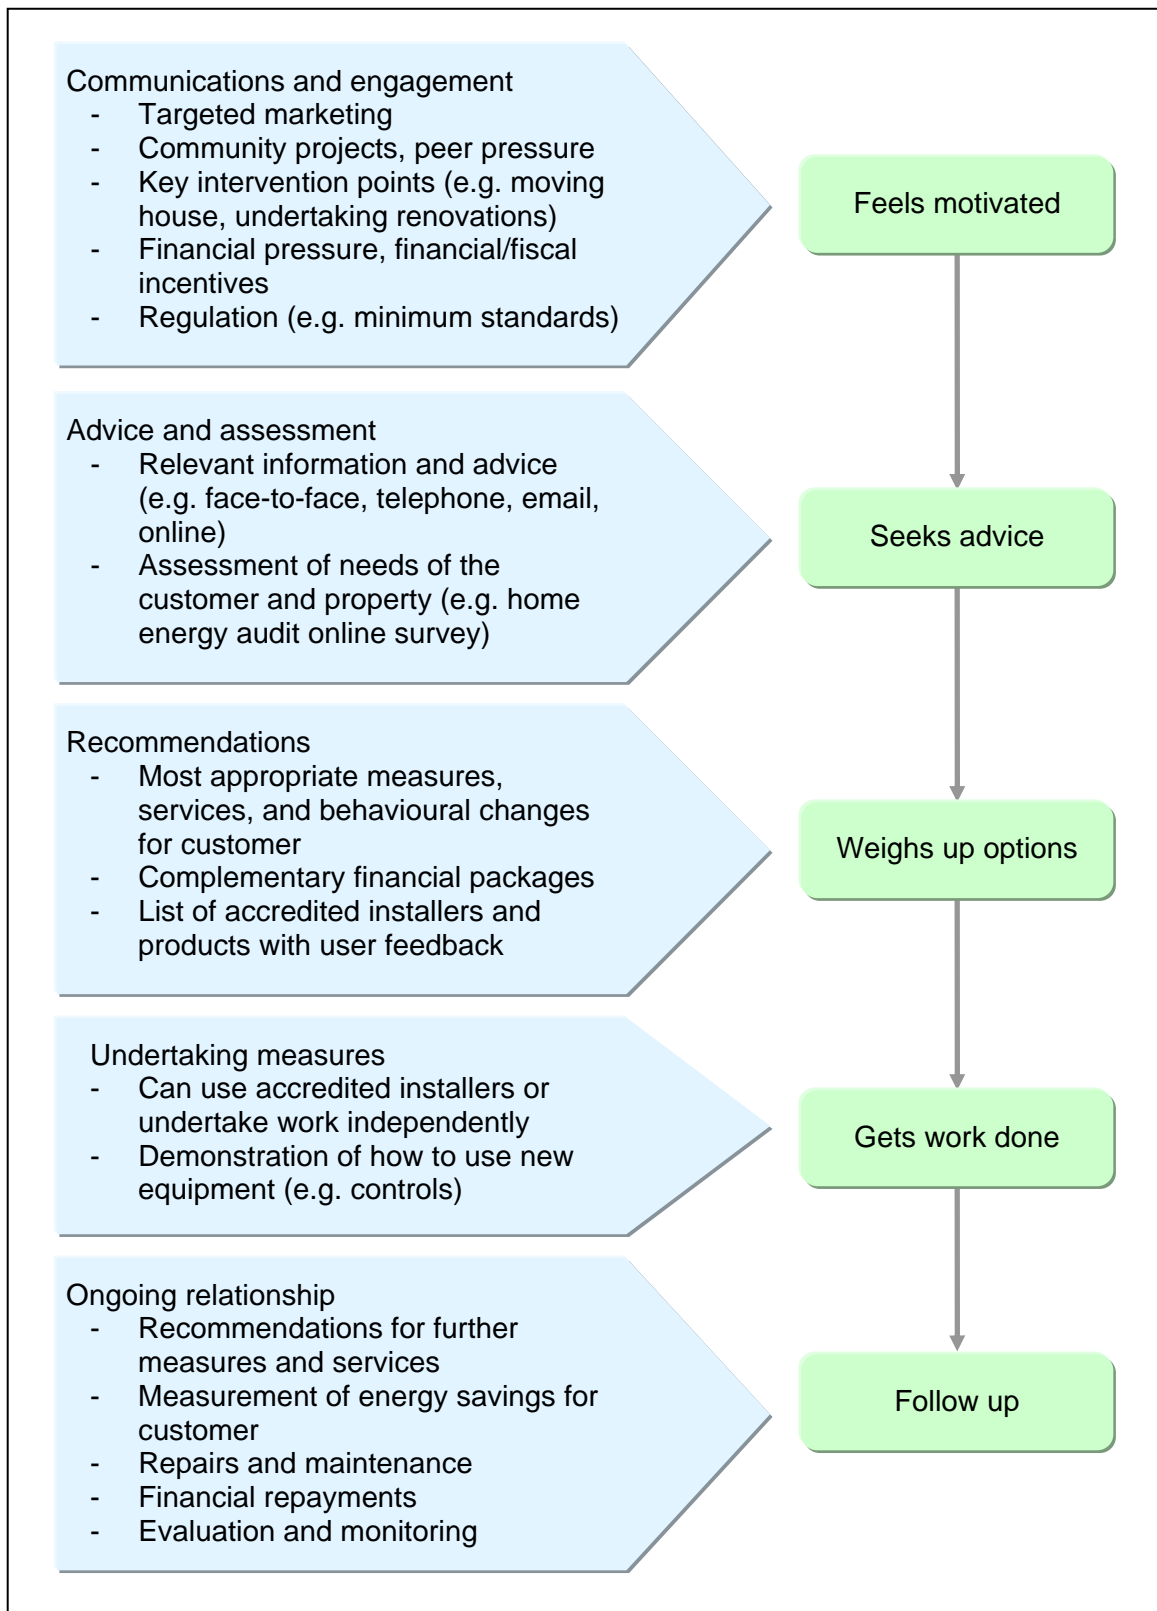 Communications and engagement
- Targeted marketing
- Community projects, peer pressure
- Key intervention points (e.g. moving
house, undertaking renovations)
- Financial pressure, financial/fiscal
incentives
- Regulation (e.g. minimum standards)
Feels motivated
Advice and assessment
- Relevant information and advice
(e.g. face-to-face, telephone, email,
online)
- Assessment of needs of the
customer and property (e.g. home
energy audit online survey)
Seeks advice
Recommendations
- Most appropriate measures,
services, and behavioural changes
for customer
- Complementary financial packages
- List of accredited installers and
products with user feedback
Weighs up options
Undertaking measures
- Can use accredited installers or
undertake work independently
- Demonstration of how to use new
equipment (e.g. controls)
Gets work done
Ongoing relationship
- Recommendations for further
measures and services
- Measurement of energy savings for
customer
- Repairs and maintenance
- Financial repayments
- Evaluation and monitoring
Follow up